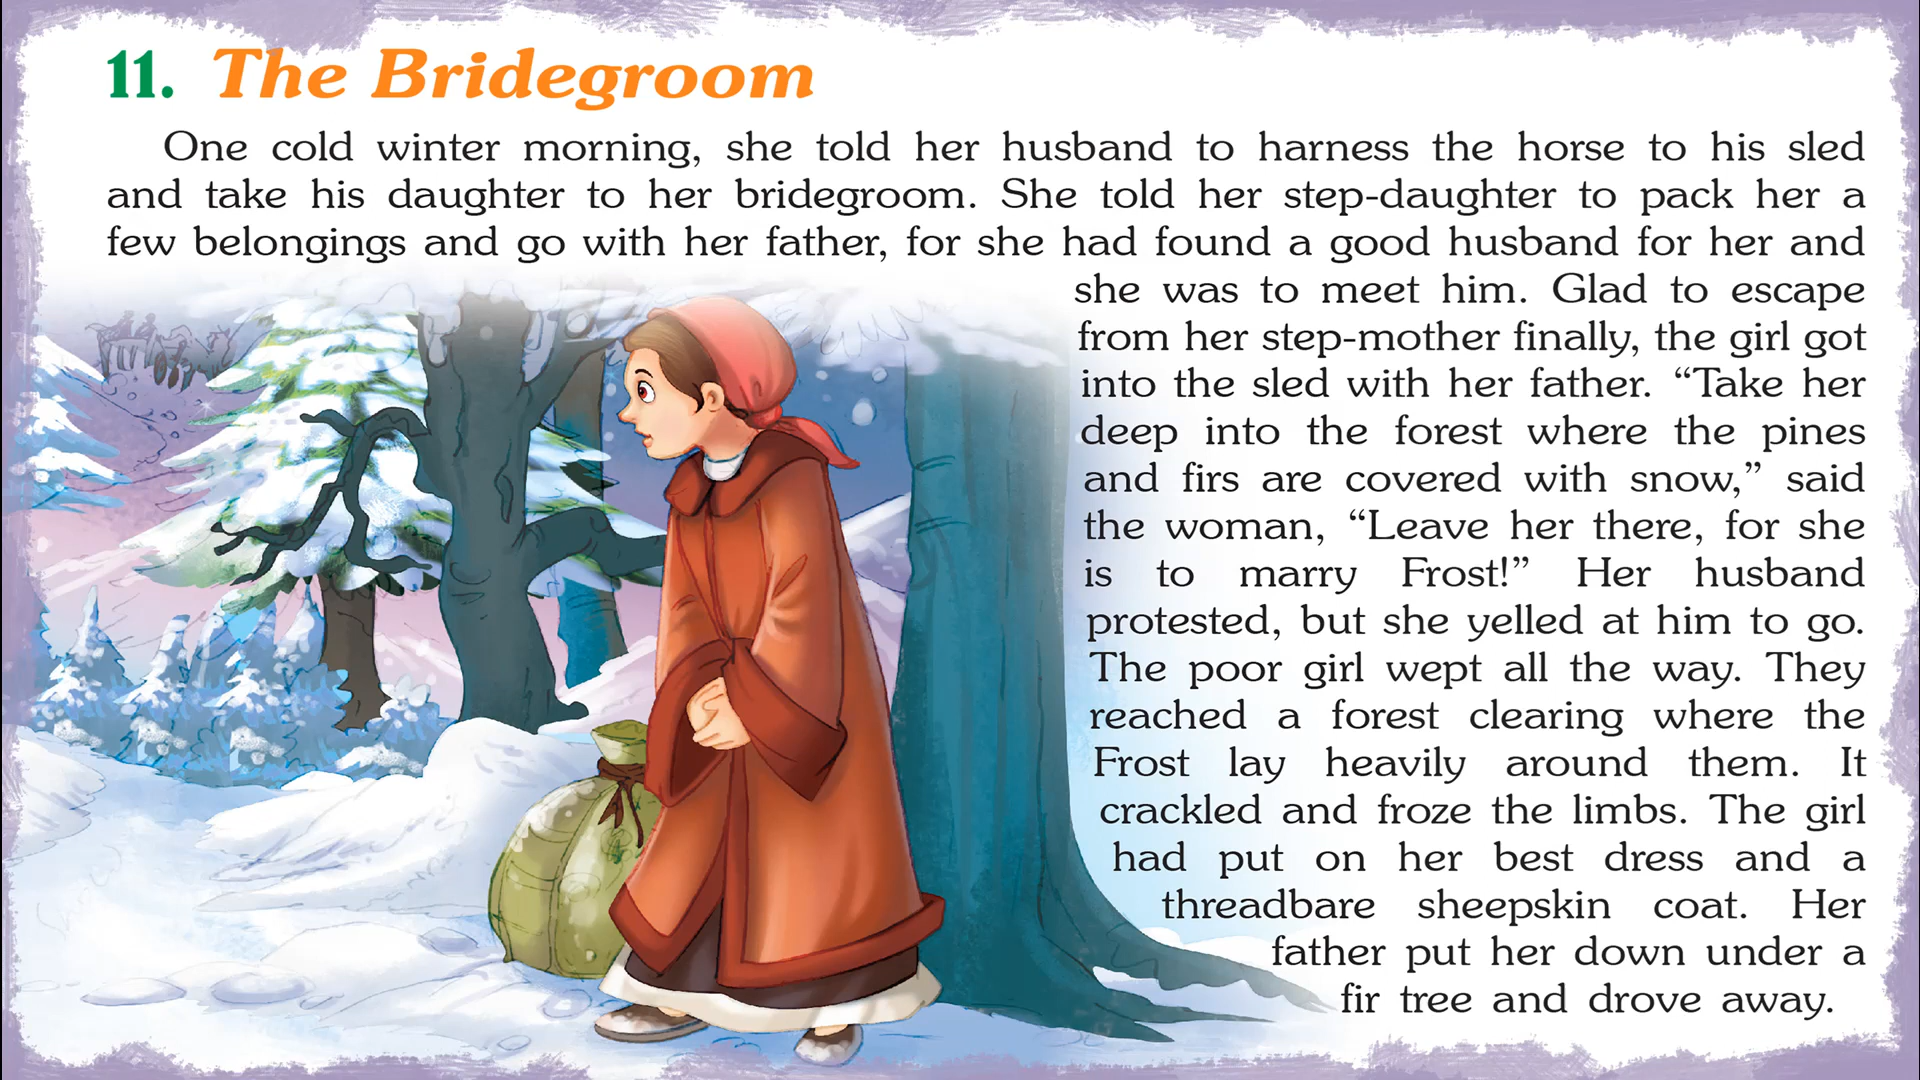 11. The Bridegroom
One cold winter morning, she told her husband to harness the horse to his sled
and take his daughter to her bridegroom. She told her step-daughter to pack her a
few belongings and go with her father, for she had found a good husband for her and
she was to meet him. Glad to escape
from her step-mother finally, the girl got
into the sled with her father. “Take her
deep into the forest where the pines
and firs are covered with snow,” said
the woman, “Leave her there, for she
is to marry Frost!” Her husband
protested, but she yelled at him to go.
The poor girl wept all the way. They
reached a forest clearing where the
Frost lay heavily around them. It
crackled and froze the limbs. The girl
had put on her best dress and a
threadbare sheepskin coat. Her
father put her down under a
fir tree and drove away.